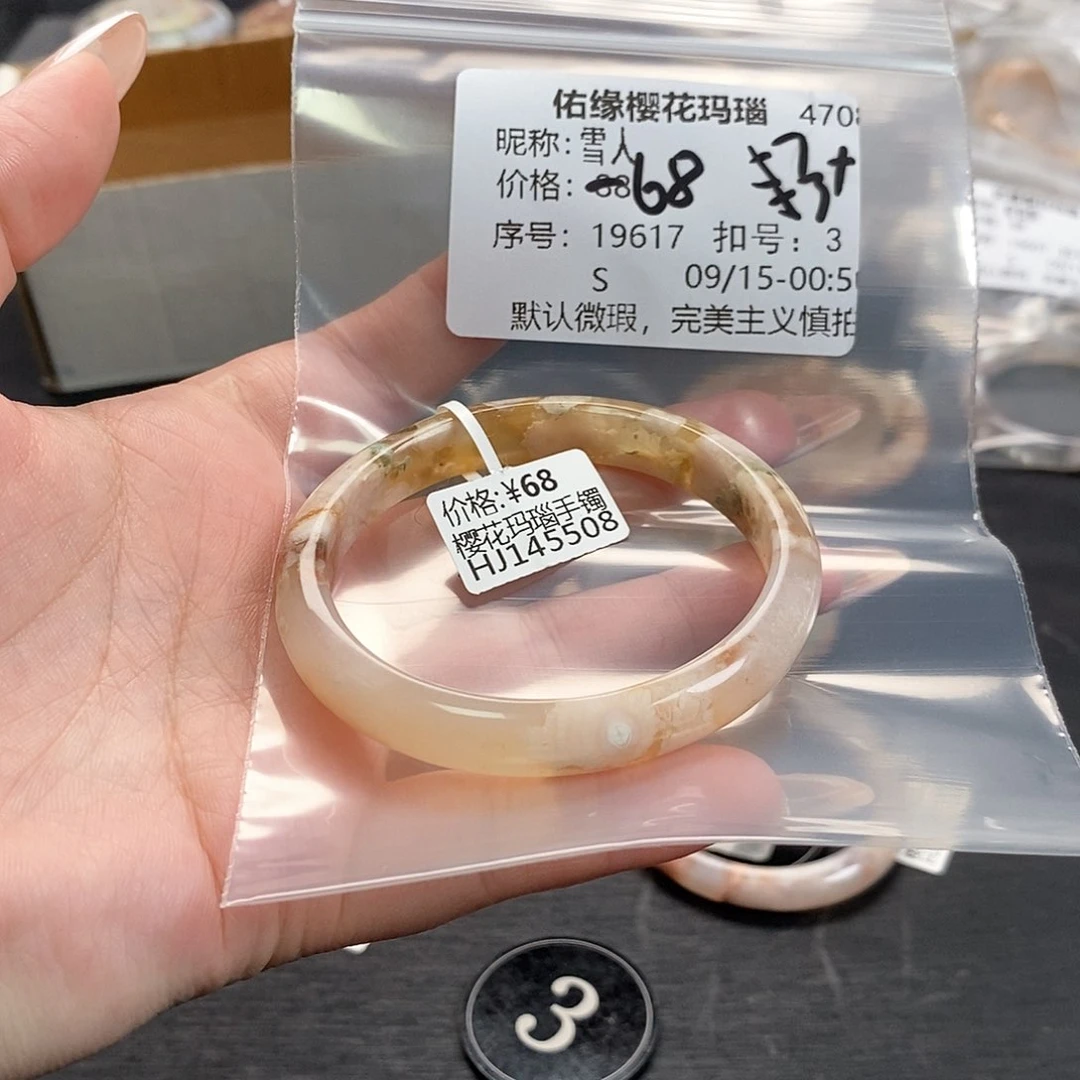 佑缘樱花玛瑙 470
昵称：雪人
价格： 68
序号：19617 扣号：3
S 09/15-00:5
默认微瑕，完美主义慎拍
价格:¥68
樱花玛瑙手镯
HJ145508
3